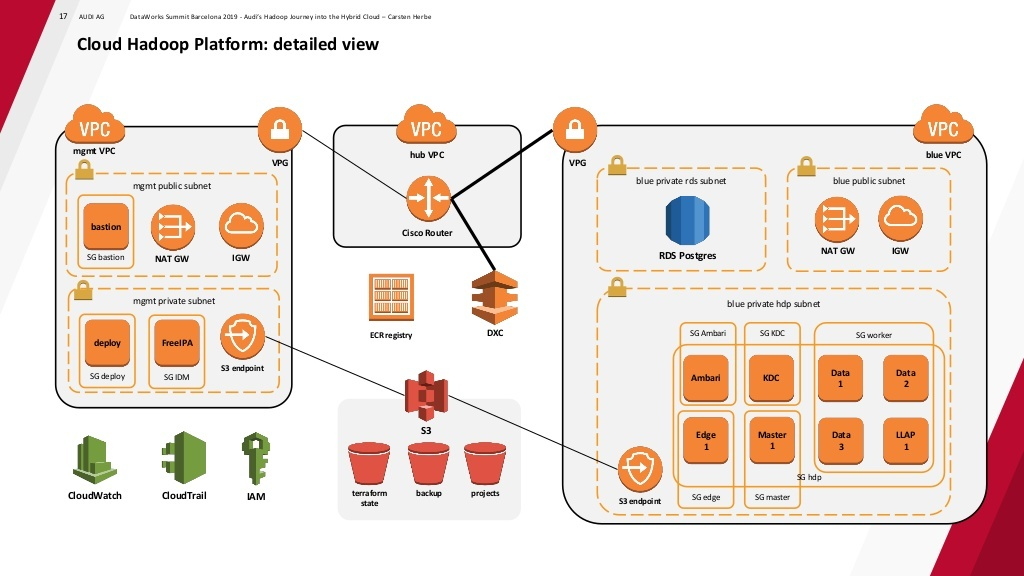 17 AUDI AG DataWorks Summit Barcelona 2019 - Audi's Hadoop Journey into the Hybrid Cloud – Carsten Herbe
Cloud Hadoop Platform: detailed view
VPC
mgmt VPC
VPG
mgmt public subnet
bastion
SG bastion
NAT GW
IGW
mgmt private subnet
deploy
SG deploy
FreeIPA
SG IDM
S3 endpoint
CloudWatch
CloudTrail
IAM
VPC
hub VPC
Cisco Router
ECR registry
DXC
S3
terraform
state
backup
projects
VPG
VPC
blue VPC
blue private rds subnet
RDS Postgres
blue public subnet
NAT GW
IGW
blue private hdp subnet
SG Ambari
SG KDC
SG worker
Ambari
KDC
Data
1
Data
2
Edge
1
Master
1
Data
3
LLAP
1
SG hdp
SG edge
SG master
S3 endpoint